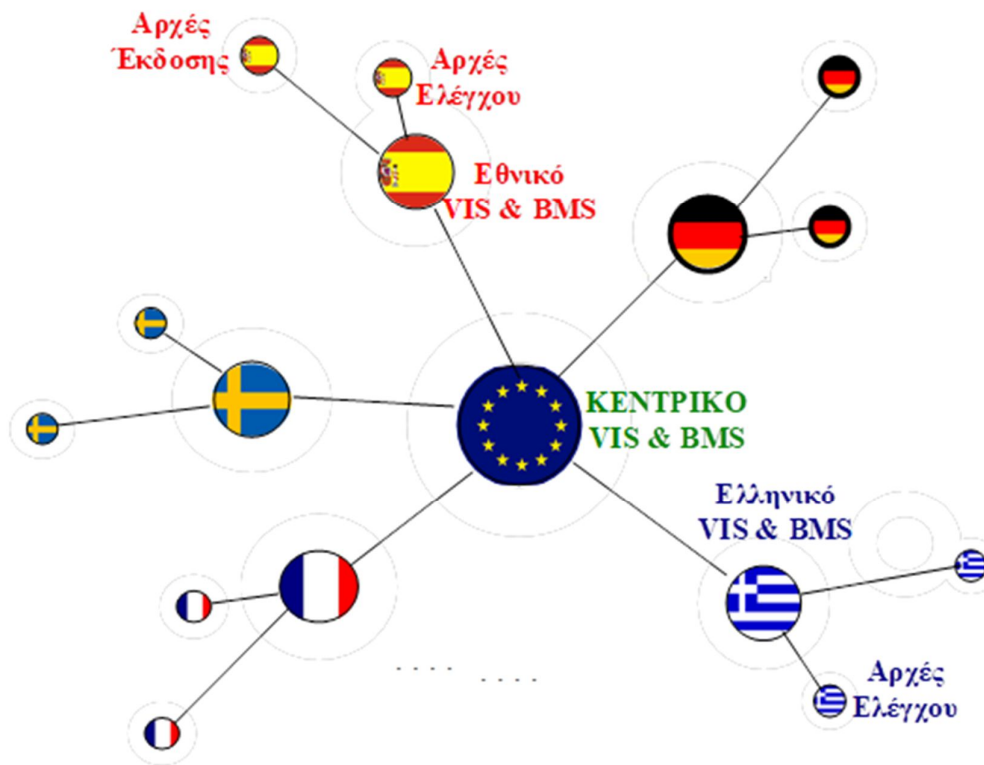 Αρχές
Έκδοσης
Αρχές
Ελέγχου
Εθνικό
VIS & BMS
ΚΕΝΤΡΙΚΟ
VIS & BMS
Ελληνικό
VIS & BMS
Αρχές
Ελέγχου